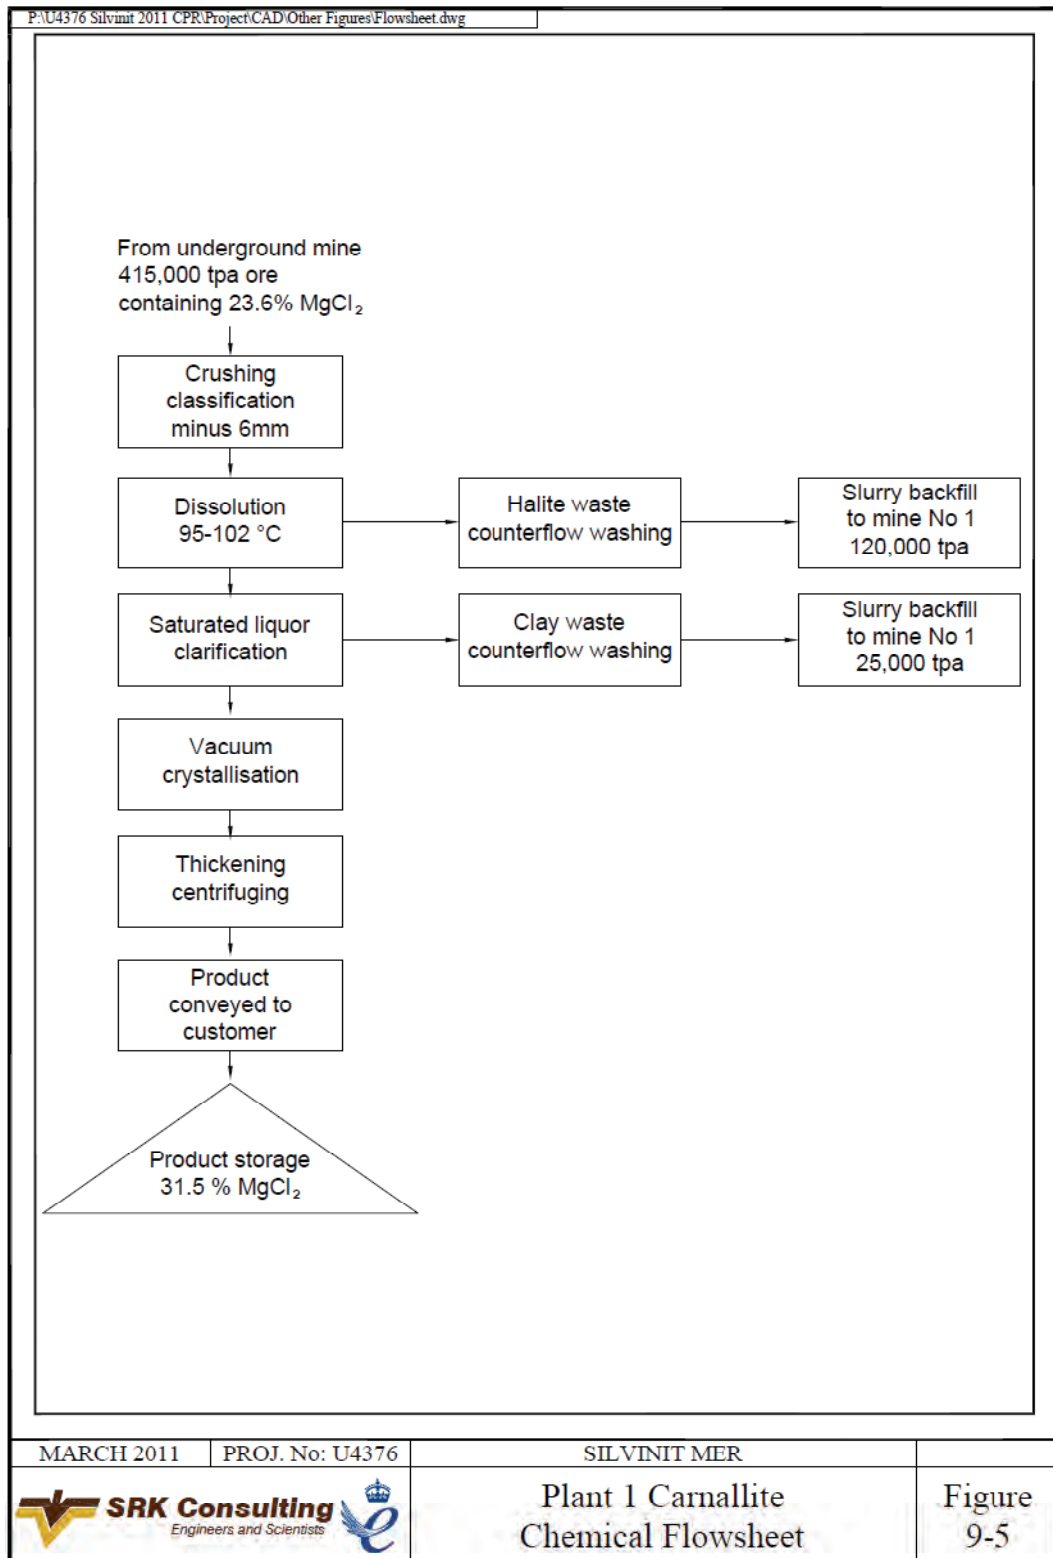 P:\U4376 Silvinit 2011 CPR\Project\CAD\Other Figures\Flowsheet.dwg
From underground mine
415,000 tpa ore
containing 23.6% MgCl₂
Crushing
classification
minus 6mm
Dissolution
95-102 °C
Halite waste
counterflow washing
Slurry backfill
to mine No 1
120,000 tpa
Saturated liquor
clarification
Clay waste
counterflow washing
Slurry backfill
to mine No 1
25,000 tpa
Vacuum
crystallisation
Thickening
centrifuging
Product
conveyed to
customer
Product storage
31.5 % MgCl₂
MARCH 2011
PROJ. No: U4376
SILVINIT MER
SRK Consulting
Engineers and Scientists
Plant 1 Carnallite
Chemical Flowsheet
Figure
9-5